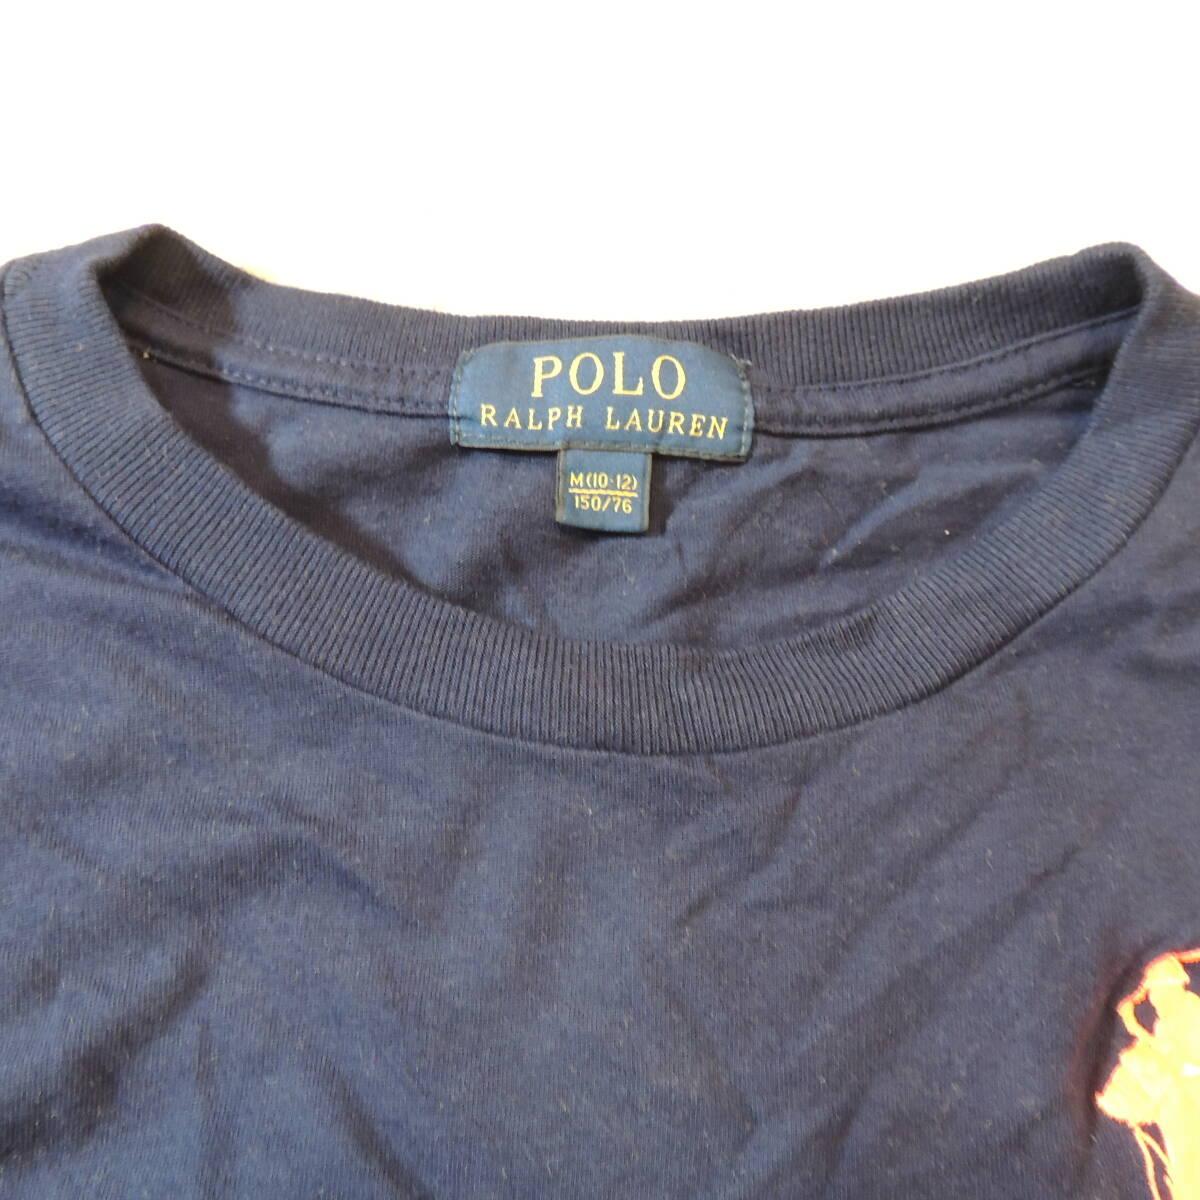 POLO
RALPH LAUREN
M(10-12)
150/76